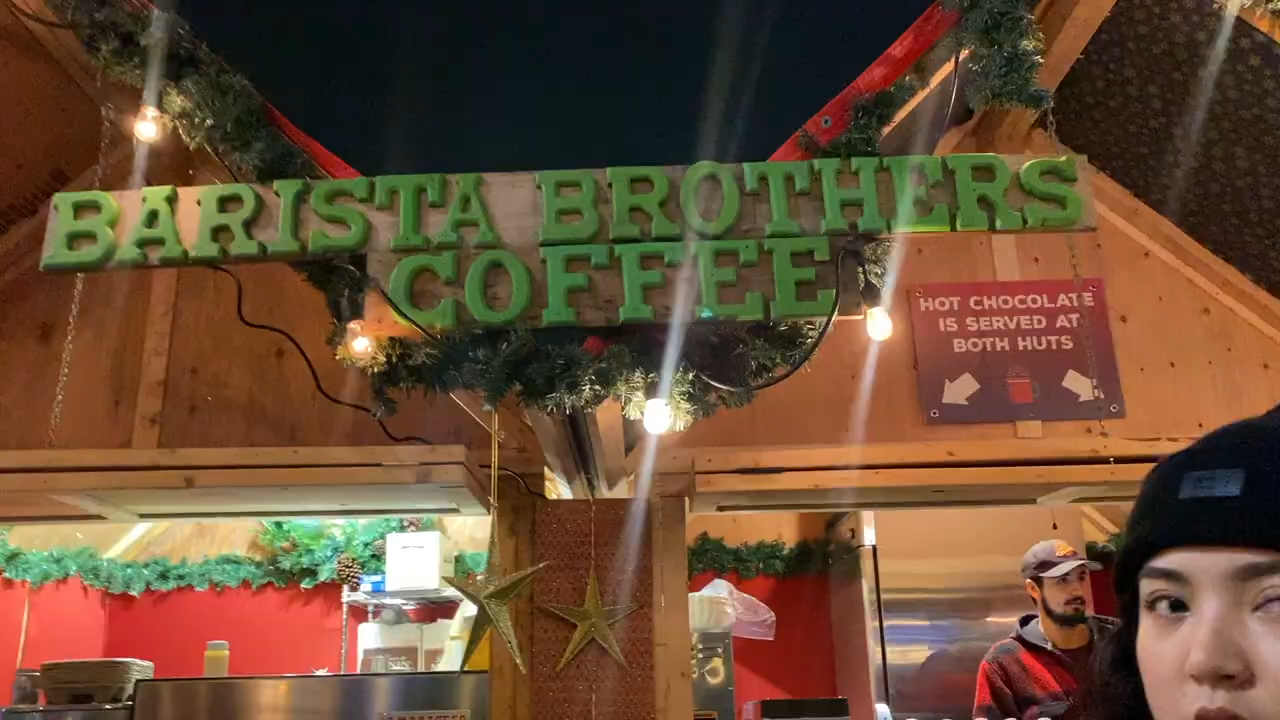 BARISTA BROTHERS
COFFEE
HOT CHOCOLATE
IS SERVED AT
BOTH HUTS